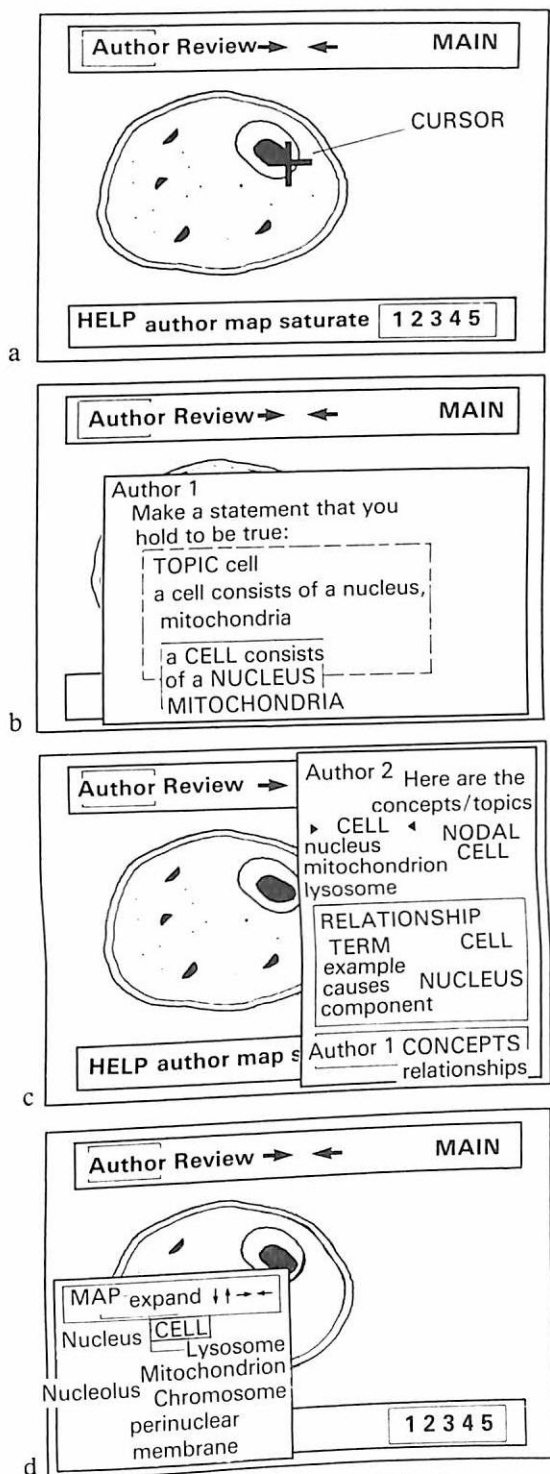 Author Review → ← MAIN
CURSOR
HELP author map saturate 1 2 3 4 5
a
Author Review → ← MAIN
Author 1
Make a statement that you
hold to be true:
TOPIC cell
a cell consists of a nucleus,
mitochondria
a CELL consists
of a NUCLEUS
MITOCHONDRIA
b
Author Review →
Author 2 Here are the
concepts/topics
▸ CELL ◂ NODAL
nucleus CELL
mitochondrion
lysosome
RELATIONSHIP
TERM CELL
example
causes NUCLEUS
component
HELP author map s
Author 1 CONCEPTS
relationships
c
Author Review → ← MAIN
MAP expand ↓ ↑ → ←
Nucleus CELL
Lysosome
Mitochondrion
Nucleolus Chromosome
perinuclear
membrane
1 2 3 4 5
d